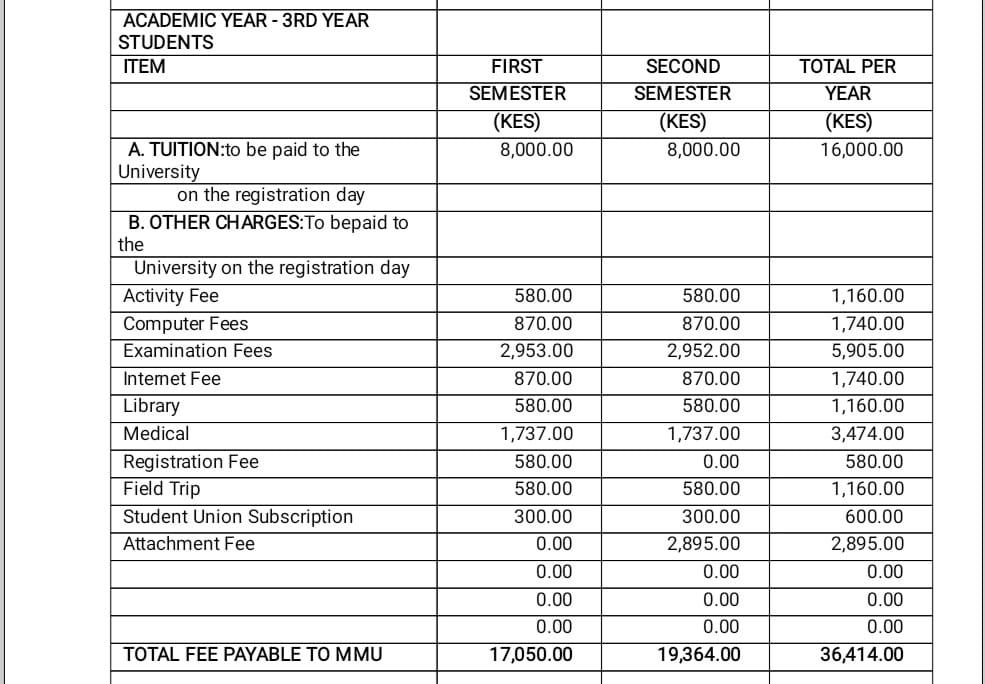 ACADEMIC YEAR - 3RD YEAR
STUDENTS
ITEM FIRST SECOND TOTAL PER
SEMESTER SEMESTER YEAR
(KES) (KES) (KES)
A. TUITION:to be paid to the 8,000.00 8,000.00 16,000.00
University
on the registration day
B. OTHER CHARGES:To bepaid to
the
University on the registration day
Activity Fee 580.00 580.00 1,160.00
Computer Fees 870.00 870.00 1,740.00
Examination Fees 2,953.00 2,952.00 5,905.00
Internet Fee 870.00 870.00 1,740.00
Library 580.00 580.00 1,160.00
Medical 1,737.00 1,737.00 3,474.00
Registration Fee 580.00 0.00 580.00
Field Trip 580.00 580.00 1,160.00
Student Union Subscription 300.00 300.00 600.00
Attachment Fee 0.00 2,895.00 2,895.00
0.00 0.00 0.00
0.00 0.00 0.00
0.00 0.00 0.00
TOTAL FEE PAYABLE TO MMU 17,050.00 19,364.00 36,414.00